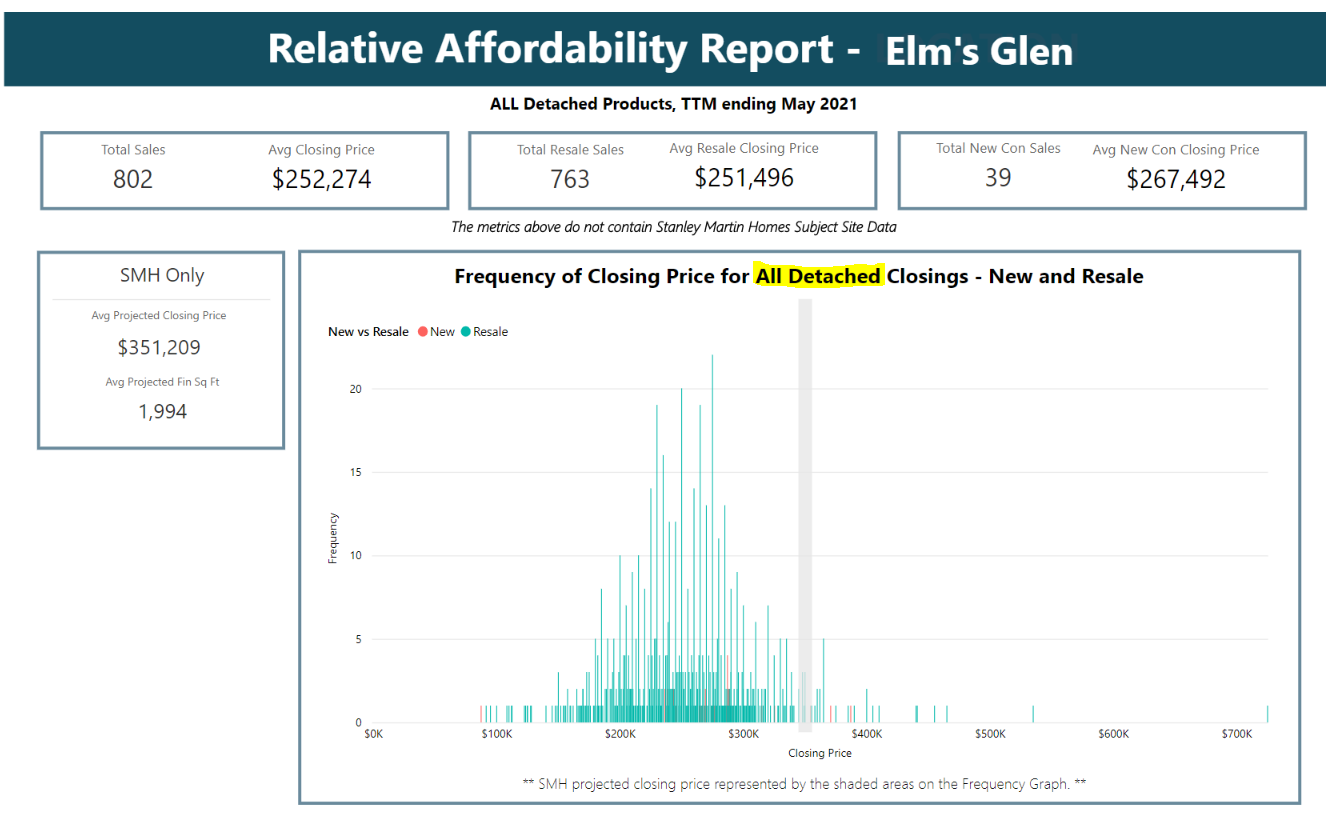 Relative Affordability Report - Elm's Glen
ALL Detached Products, TTM ending May 2021
Total Sales
802
Avg Closing Price
$252,274
Total Resale Sales
763
Avg Resale Closing Price
$251,496
Total New Con Sales
39
Avg New Con Closing Price
$267,492
The metrics above do not contain Stanley Martin Homes Subject Site Data
SMH Only
Avg Projected Closing Price
$351,209
Avg Projected Fin Sq Ft
1,994
Frequency of Closing Price for All Detached Closings - New and Resale
New vs Resale New Resale
Frequency
20
15
10
5
0
$0K $100K $200K $300K $400K $500K $600K $700K
Closing Price
** SMH projected closing price represented by the shaded areas on the Frequency Graph. **